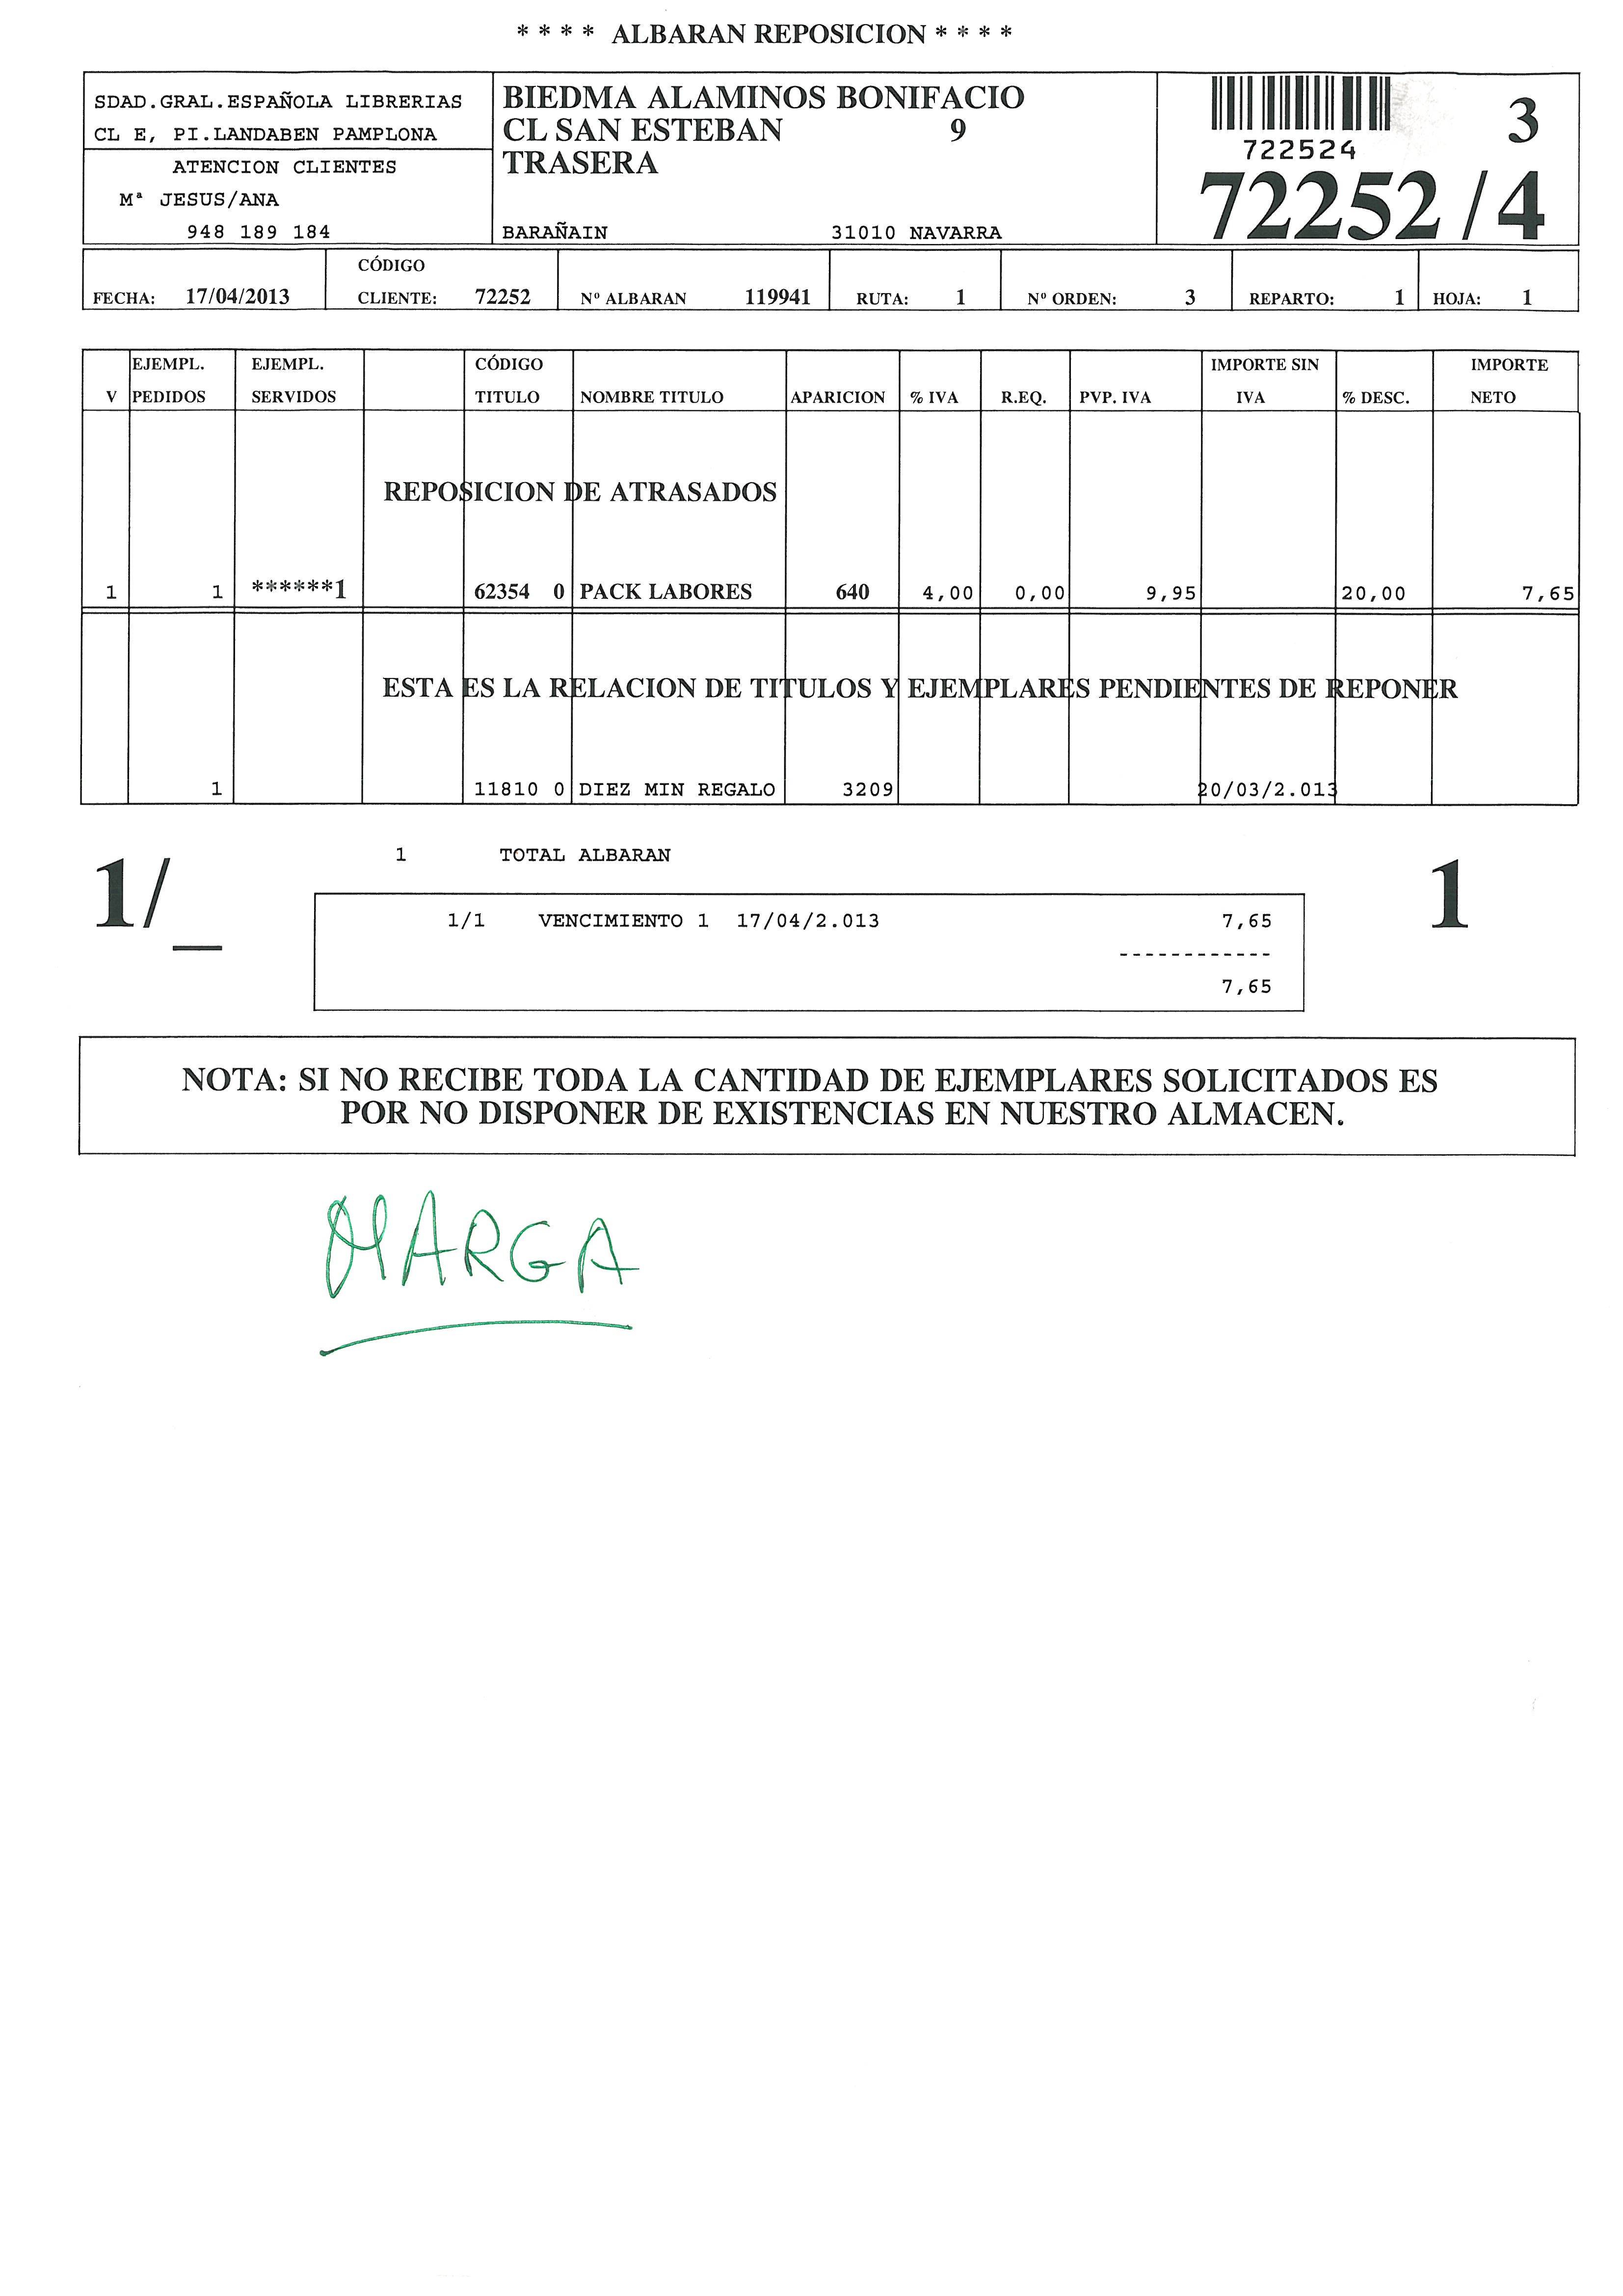 * * * * ALBARAN REPOSICION * * * *
SDAD.GRAL.ESPAÑOLA LIBRERIAS
CL E, PI.LANDABEN PAMPLONA
ATENCION CLIENTES
Mª JESUS/ANA
948 189 184
BIEDMA ALAMINOS BONIFACIO
CL SAN ESTEBAN 9
TRASERA
BARAÑAIN 31010 NAVARRA
722524
3
72252/4
FECHA: 17/04/2013 CÓDIGO CLIENTE: 72252 Nº ALBARAN 119941 RUTA: 1 Nº ORDEN: 3 REPARTO: 1 HOJA: 1
V EJEMPL. PEDIDOS EJEMPL. SERVIDOS CÓDIGO TITULO NOMBRE TITULO APARICION % IVA R.EQ. PVP. IVA IMPORTE SIN IVA % DESC. IMPORTE NETO
REPOSICION DE ATRASADOS
1 1 ******1 62354 0 PACK LABORES 640 4,00 0,00 9,95 20,00 7,65
ESTA ES LA RELACION DE TITULOS Y EJEMPLARES PENDIENTES DE REPONER
1 11810 0 DIEZ MIN REGALO 3209 20/03/2.013
1 TOTAL ALBARAN
1/_ 1
1/1 VENCIMIENTO 1 17/04/2.013 7,65
------------
7,65
NOTA: SI NO RECIBE TODA LA CANTIDAD DE EJEMPLARES SOLICITADOS ES
POR NO DISPONER DE EXISTENCIAS EN NUESTRO ALMACEN.
MARGA